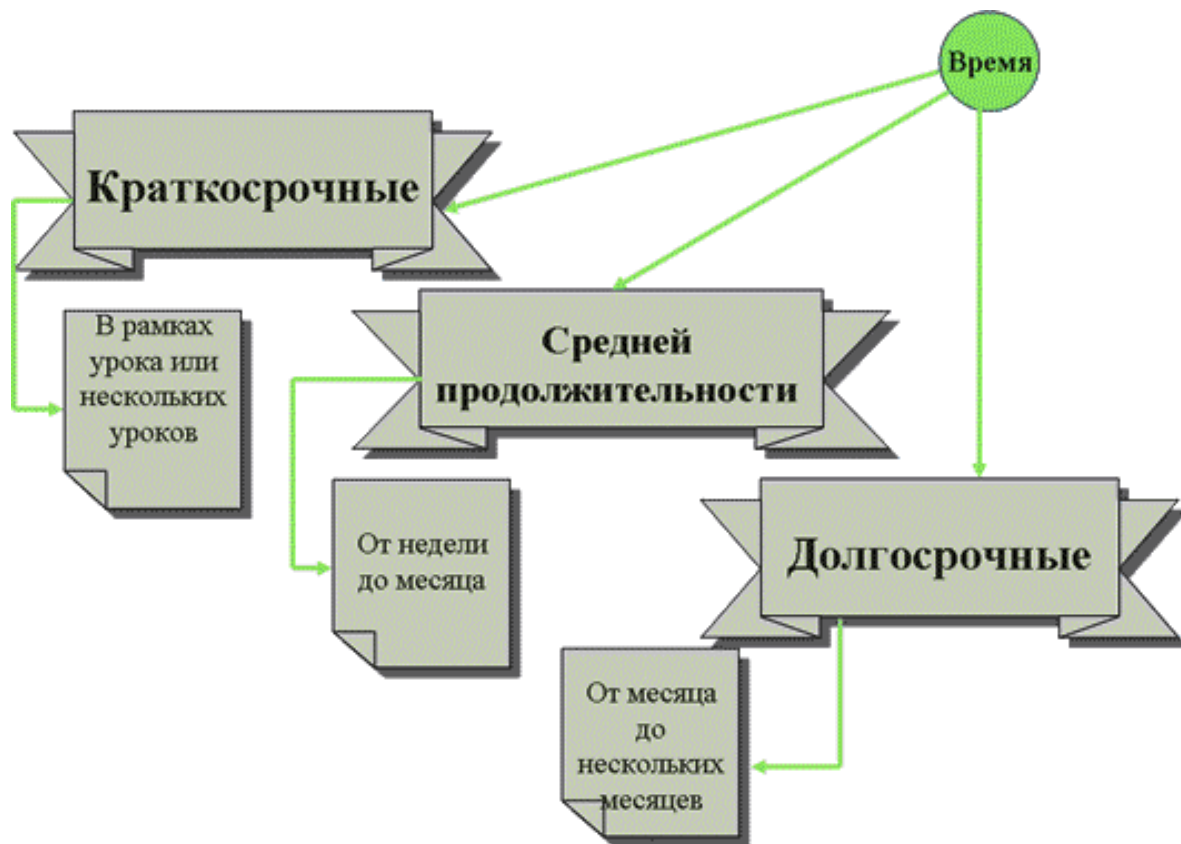 Время
Краткосрочные
В рамках
урока или
нескольких
уроков
Средней
продолжительности
От недели
до месяца
Долгосрочные
От месяца
до
нескольких
месяцев